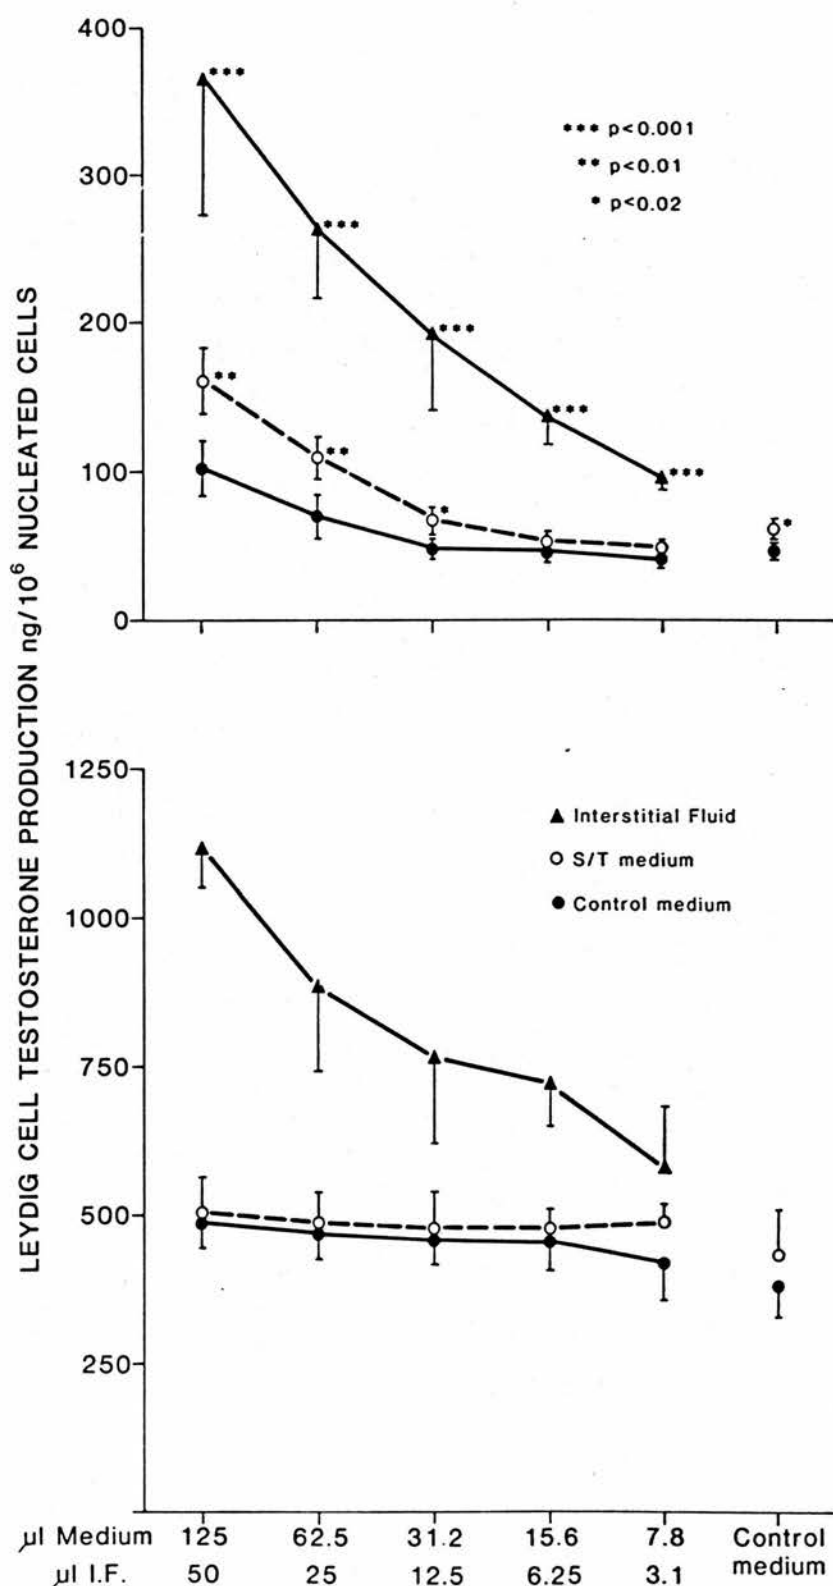 LEYDIG CELL TESTOSTERONE PRODUCTION ng/10⁶ NUCLEATED CELLS
400
300
200
100
0
***
***
***
***
***
**
**
*
*
*** p<0.001
** p<0.01
* p<0.02
1250
1000
750
500
250
▲ Interstitial Fluid
○ S/T medium
● Control medium
µl Medium 125 62.5 31.2 15.6 7.8 Control
medium
µl I.F. 50 25 12.5 6.25 3.1